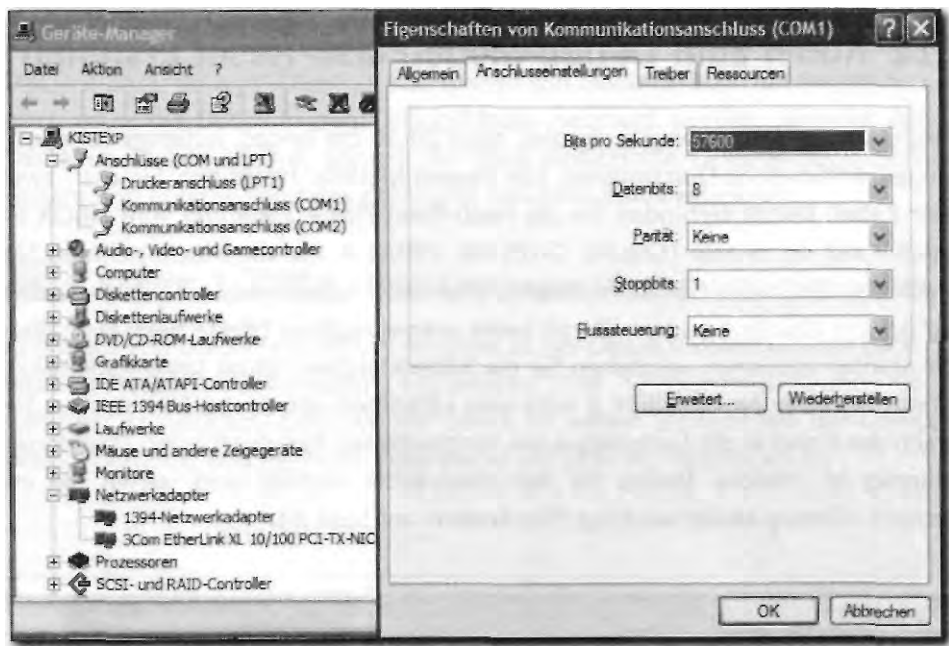 Geräte-Manager
Datei Aktion Ansicht ?
KISTEXP
Anschlüsse (COM und LPT)
Druckeranschluss (LPT1)
Kommunikationsanschluss (COM1)
Kommunikationsanschluss (COM2)
Audio-, Video- und Gamecontroller
Computer
Diskettencontroller
Diskettenlaufwerke
DVD/CD-ROM-Laufwerke
Grafikkarte
IDE ATA/ATAPI-Controller
IEEE 1394 Bus-Hostcontroller
Laufwerke
Mäuse und andere Zeigegeräte
Monitore
Netzwerkadapter
1394-Netzwerkadapter
3Com EtherLink XL 10/100 PCI-TX-NIC
Prozessoren
SCSI- und RAID-Controller
Eigenschaften von Kommunikationsanschluss (COM1)
Allgemein Anschlusseinstellungen Treiber Ressourcen
Bits pro Sekunde: 57600
Datenbits: 8
Parität: Keine
Stoppbits: 1
Flusssteuerung: Keine
Erweitert... Wiederherstellen
OK Abbrechen